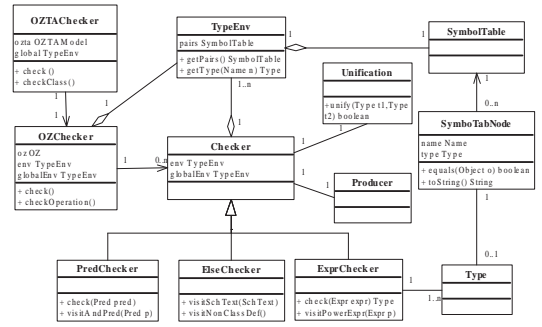 OZTAChecker
ozta OZTAModel
global TypeEnv
+ check()
+ checkClass()
TypeEnv
pairs SymbolTable
+ getPairs() SymbolTable
+ getType(Name n) Type
SymbolTable
1
1
1..n
1
1
1
Unification
+unify(Type t1,Type
t2) boolean
1
0..n
SymboTabNode
name Name
type Type
+ equals(Object o) boolean
+ toString() String
OZChecker
oz OZ
env TypeEnv
globalEnv TypeEnv
+ check()
+ checkOperation()
1
0..n
Checker
env TypeEnv
globalEnv TypeEnv
1
1
1
1
Producer
1
0..1
PredChecker
+ check(Pred pred)
+ visitAndPred(Pred p)
ElseChecker
+ visitSchText(SchText)
+ visitNonClassDef()
ExprChecker
+ check(Expr expr) Type
+ visitPowerExpr(Expr p)
1
1..n
Type